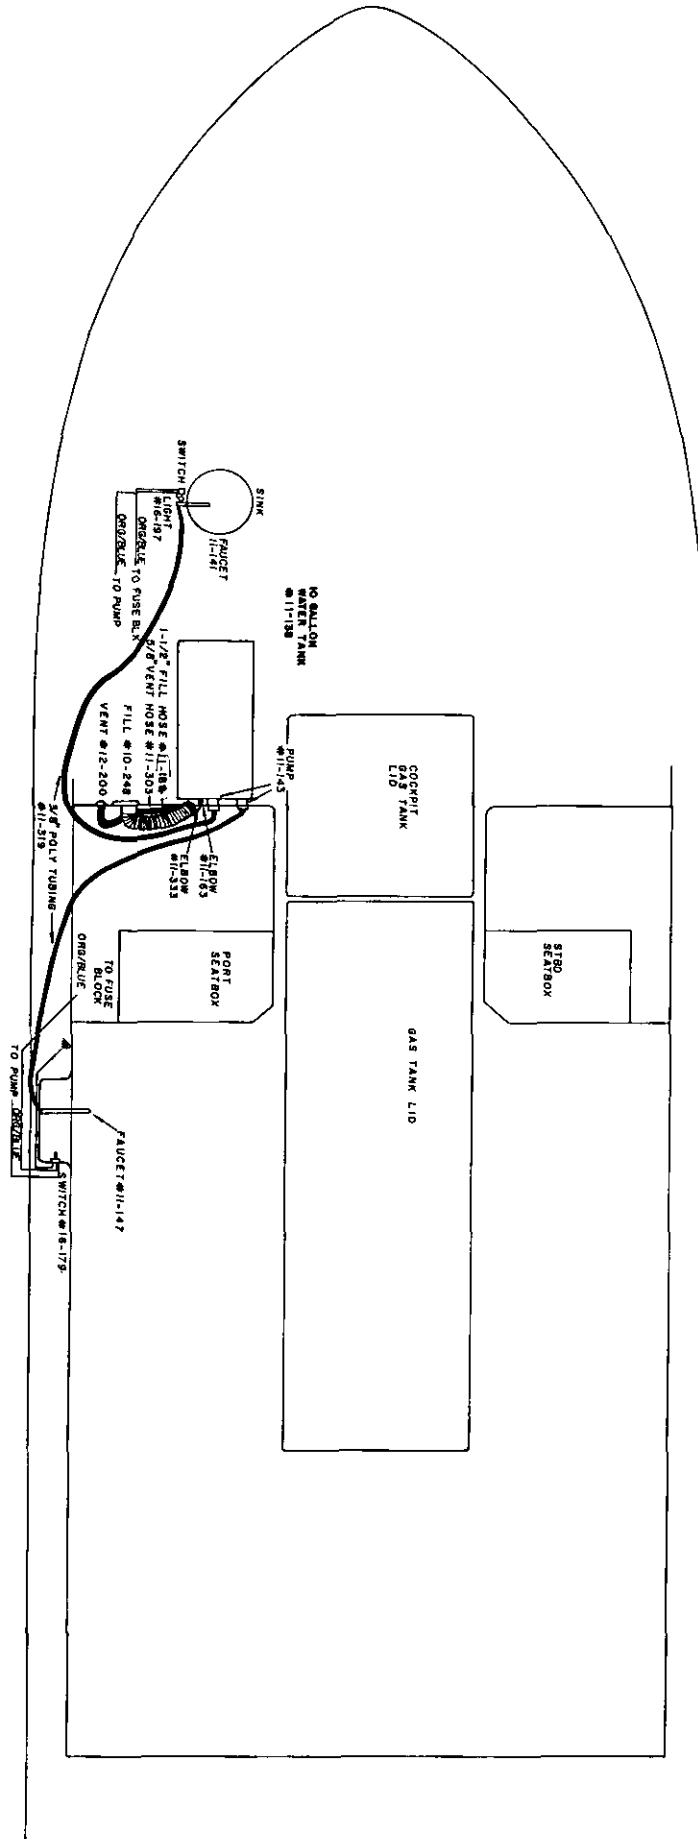 SINK
SWITCH
FAUCET
11-141
LIGHT
#16-197
ORG/BLUE TO FUSE BLK
ORG/BLUE TO PUMP
10 GALLON
WATER TANK
#11-138
1-1/2" FILL HOSE
5/8" VENT HOSE #11-303
FILL #10-248
VENT #12-200
PUMP
#11-143
COCKPIT
GAS TANK
LID
ELBOW
#11-163
ELBOW
#11-333
3/8" POLY TUBING
#11-319
PORT
SEATBOX
STBD
SEATBOX
GAS TANK LID
TO FUSE
BLOCK
ORG/BLUE
TO PUMP ORG/BLUE
FAUCET #11-147
SWITCH #16-179